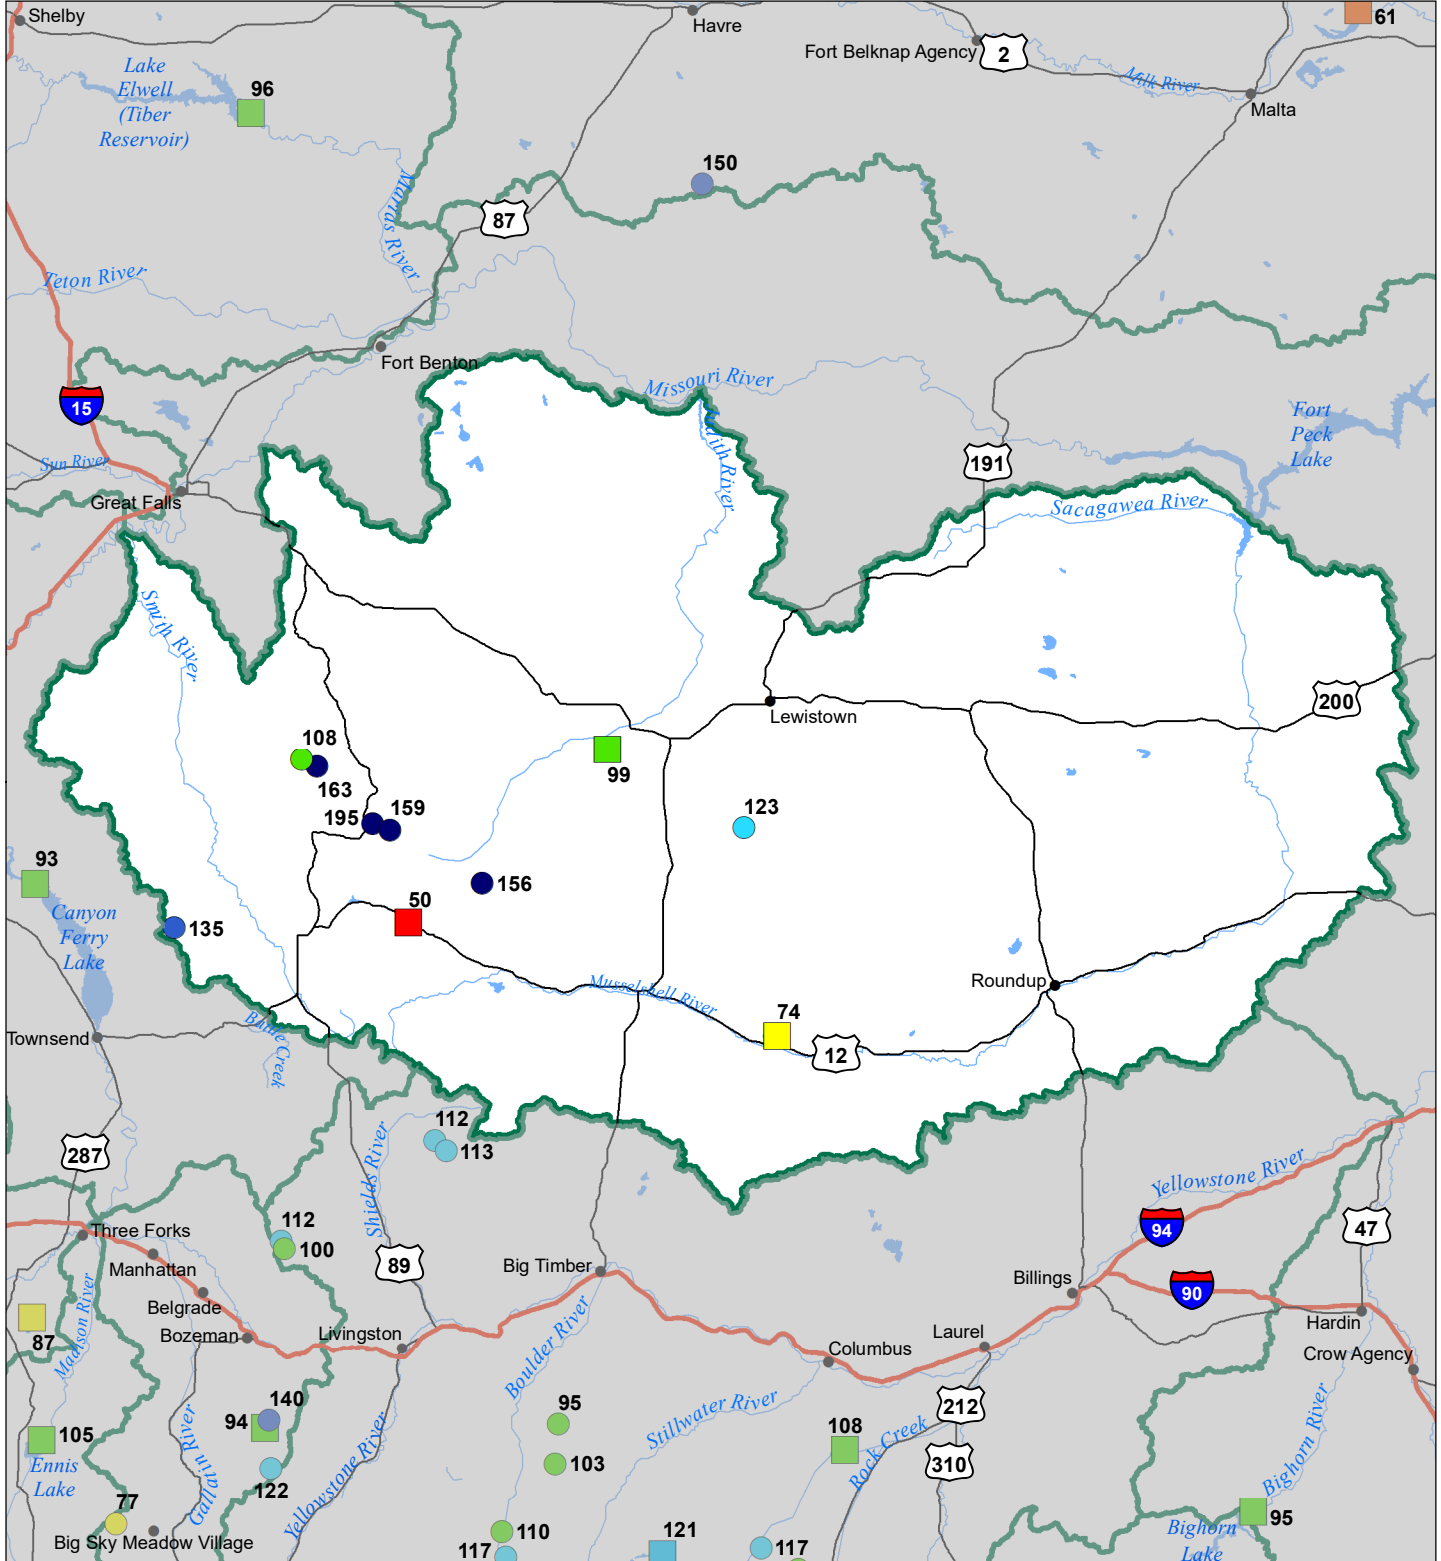 Shelby
Havre
Fort Belknap Agency
2
61
Lake
Elwell
(Tiber
Reservoir)
96
Milk River
Malta
150
Marias River
87
Teton River
Fort Benton
Missouri River
15
Judith River
Fort
Peck
Lake
Sun River
191
Great Falls
Sacagawea River
Smith River
200
Lewistown
108
163
99
195
159
123
93
156
50
Canyon
Ferry
Lake
135
Musselshell River
Roundup
74
12
Townsend
Battle Creek
112
113
287
Shields River
Yellowstone River
94
47
Three Forks
112
100
Manhattan
89
Big Timber
Billings
90
Belgrade
Madison River
87
Bozeman
Livingston
Boulder River
Laurel
Hardin
Columbus
Crow Agency
140
94
95
Stillwater River
212
105
Ennis
Lake
Gallatin River
Yellowstone River
108
Rock Creek
310
Bighorn River
103
122
77
Big Sky Meadow Village
110
117
121
117
95
Bighorn
Lake